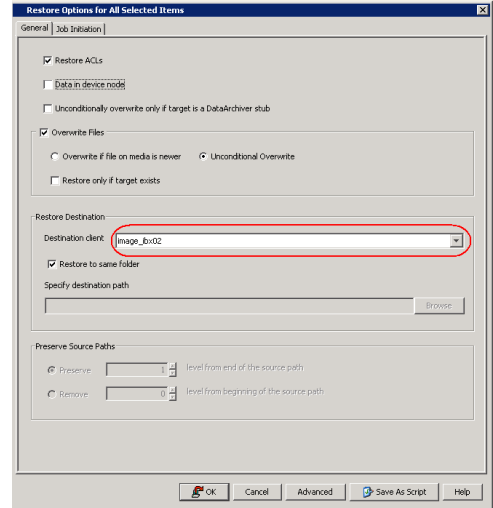 Restore Options for All Selected Items
General Job Initiation
Restore ACLs
Data in device node
Unconditionally overwrite only if target is a DataArchiver stub
Overwrite Files
Overwrite if file on media is newer Unconditional Overwrite
Restore only if target exists
Restore Destination
Destination client image_ibx02
Restore to same folder
Specify destination path
Browse
Preserve Source Paths
Preserve 1 level from end of the source path
Remove 0 level from beginning of the source path
OK Cancel Advanced Save As Script Help